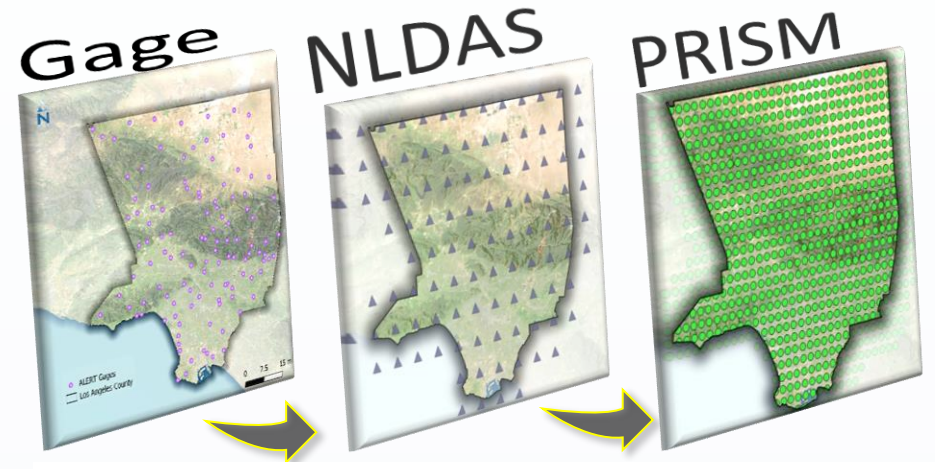 Gage
NLDAS
PRISM
N
ALERT Gages
Los Angeles County
0 7.5 15 m